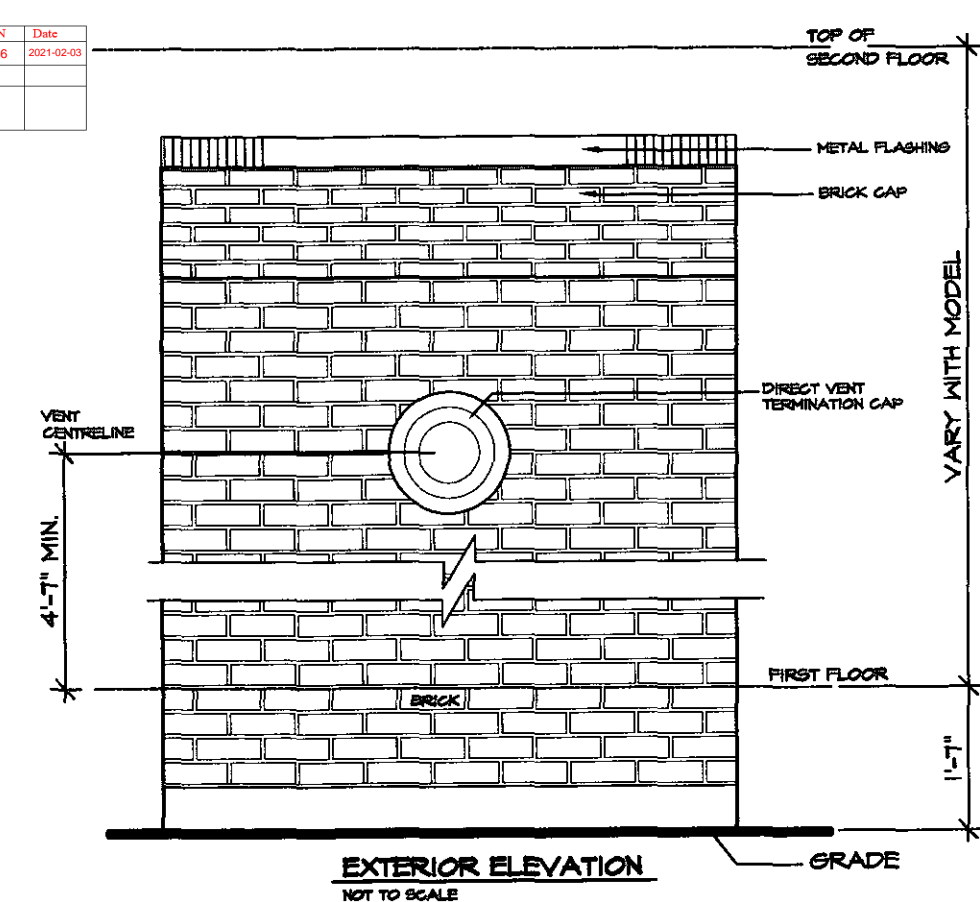 N Date
6 2021-02-03
TOP OF
SECOND FLOOR
METAL FLASHING
BRICK CAP
VARY WITH MODEL
DIRECT VENT
TERMINATION CAP
VENT
CENTRELINE
4'-7" MIN.
FIRST FLOOR
BRICK
1'-7"
GRADE
EXTERIOR ELEVATION
NOT TO SCALE